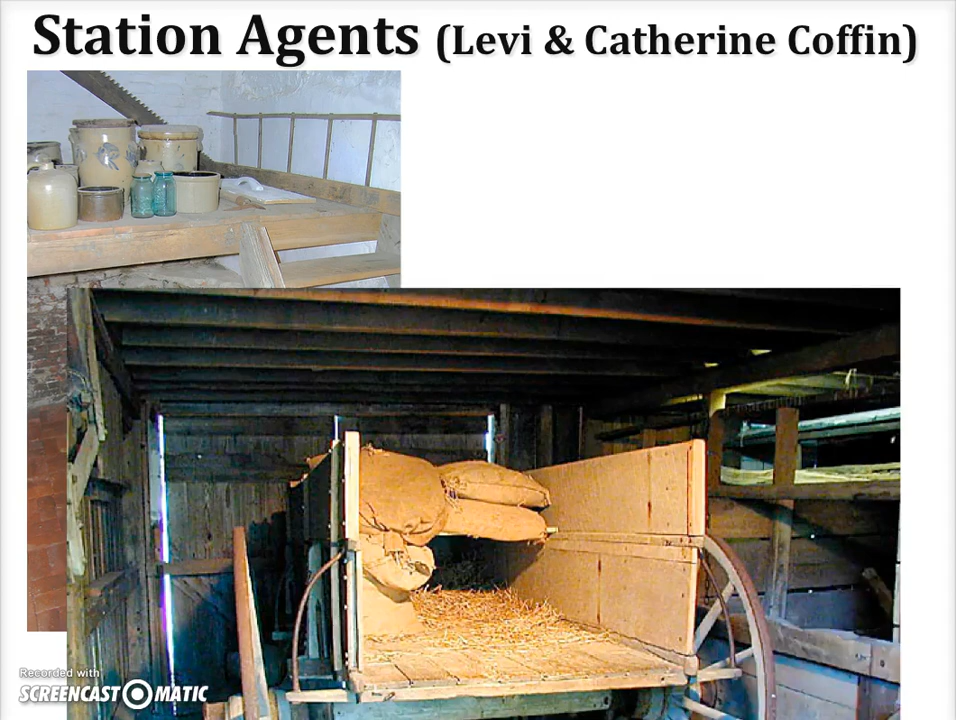 Station Agents (Levi & Catherine Coffin)
Recorded with
SCREENCAST-O-MATIC